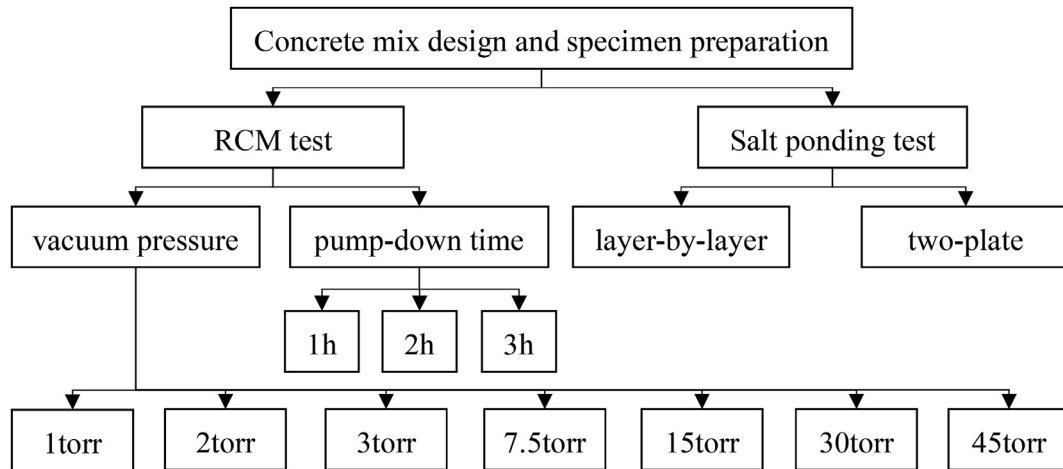 Concrete mix design and specimen preparation
RCM test
Salt ponding test
vacuum pressure
pump-down time
layer-by-layer
two-plate
1h
2h
3h
1torr
2torr
3torr
7.5torr
15torr
30torr
45torr